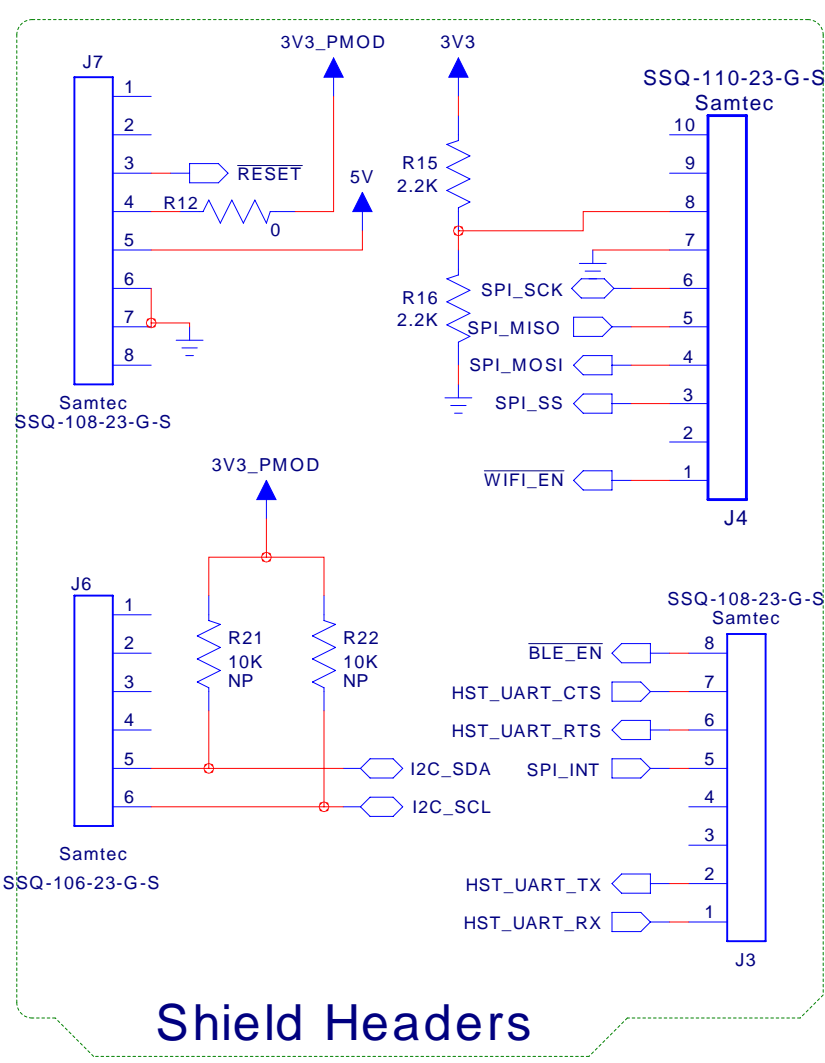 J7
1
2
3
RESET
4
R12
0
5
6
7
8
Samtec
SSQ-108-23-G-S
3V3_PMOD
5V
3V3
R15
2.2K
R16
2.2K
SSQ-110-23-G-S
Samtec
10
9
8
7
SPI_SCK
6
SPI_MISO
5
SPI_MOSI
4
SPI_SS
3
2
WIFI_EN
1
J4
3V3_PMOD
J6
1
2
3
4
5
6
R21
10K
NP
R22
10K
NP
I2C_SDA
I2C_SCL
Samtec
SSQ-106-23-G-S
SSQ-108-23-G-S
Samtec
BLE_EN
8
HST_UART_CTS
7
HST_UART_RTS
6
SPI_INT
5
4
3
HST_UART_TX
2
HST_UART_RX
1
J3
Shield Headers